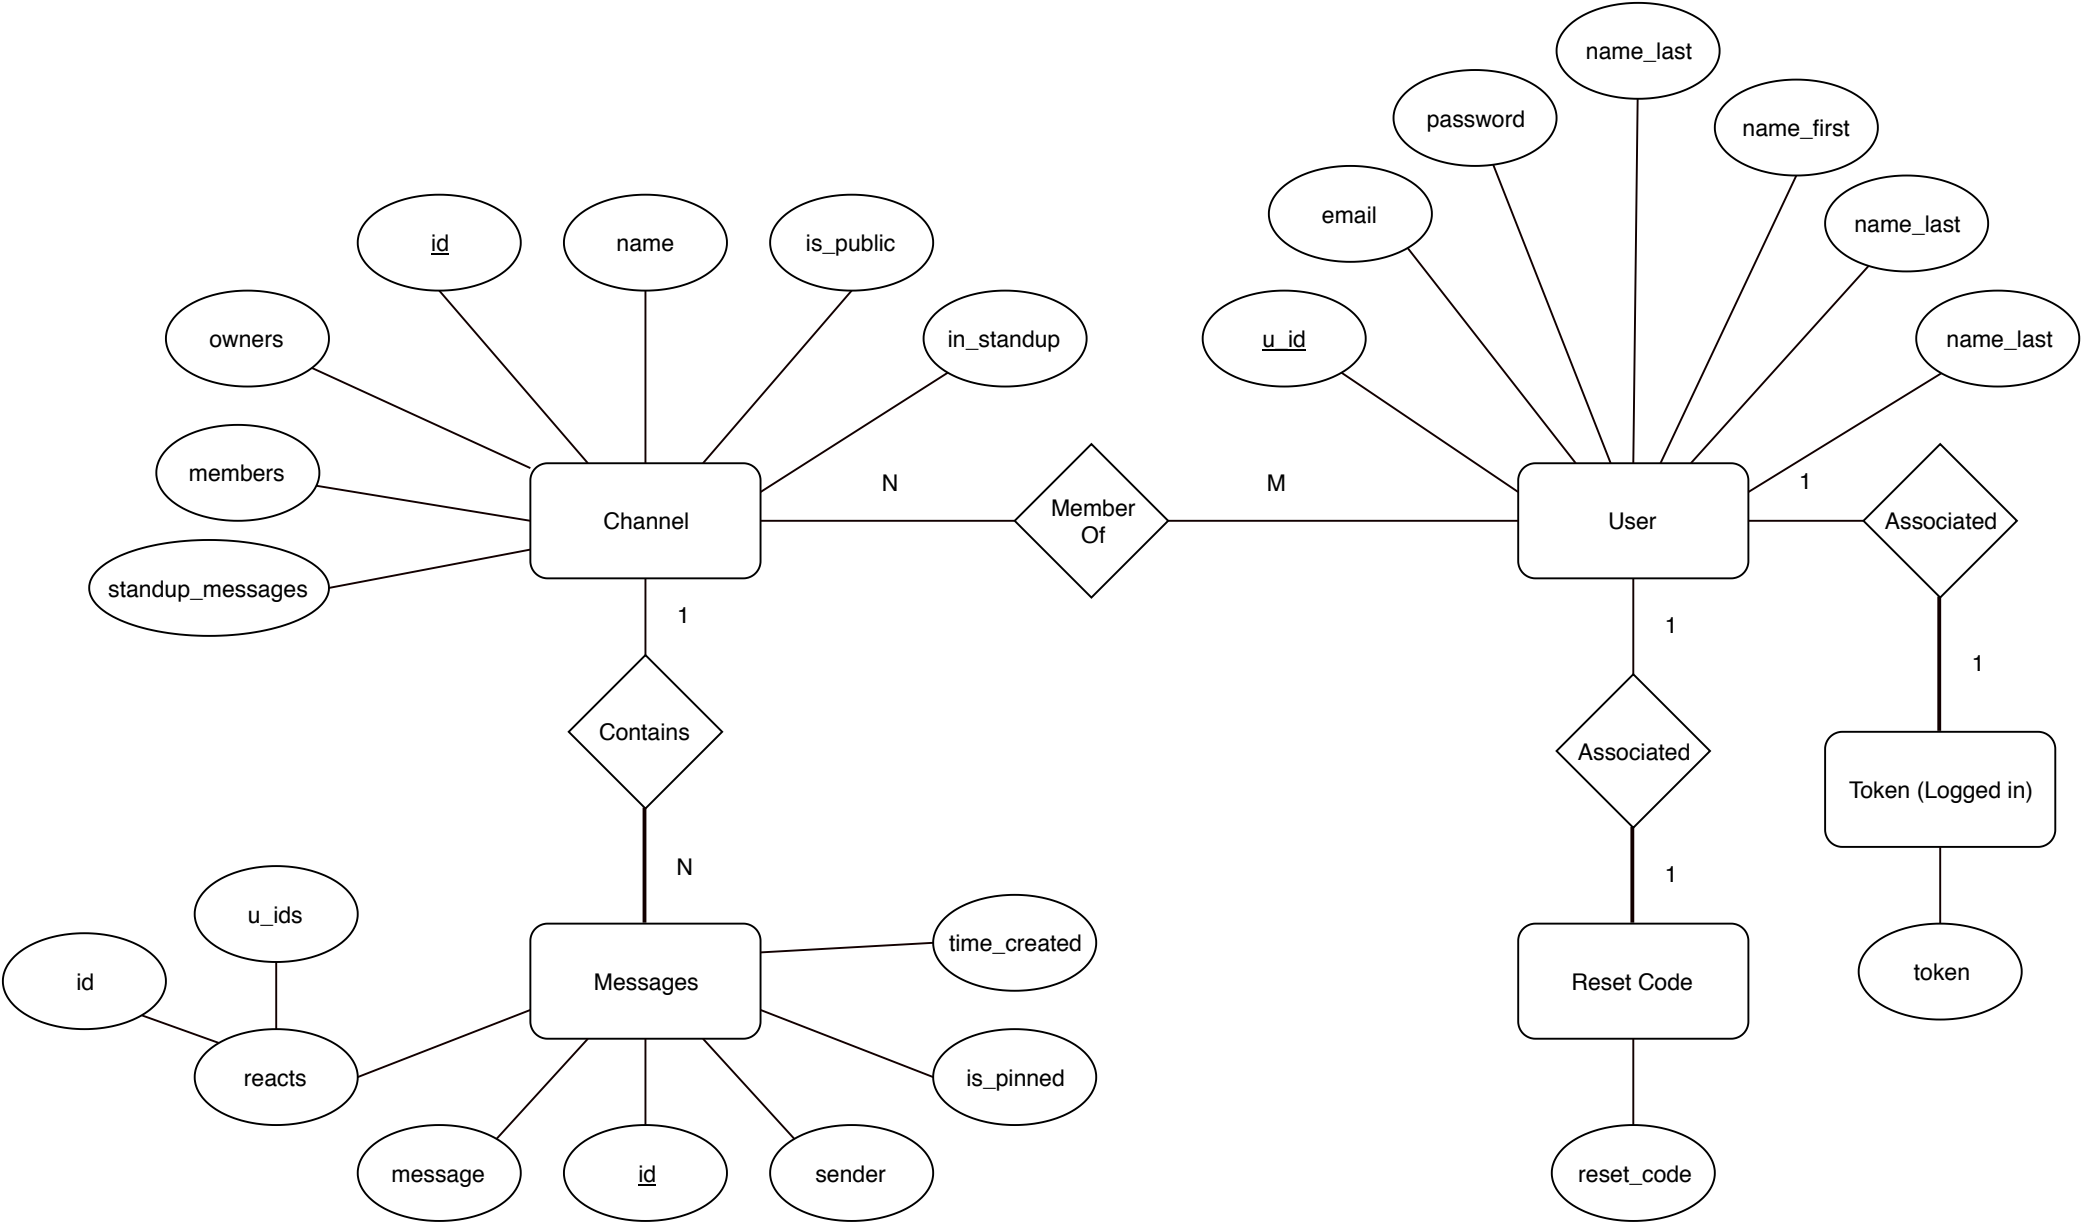 name_last
password
name_first
email
name_last
id
name
is_public
owners
in_standup
u_id
name_last
members
N
M
1
Channel
Member
Of
User
Associated
standup_messages
1
1
1
Contains
Associated
Token (Logged in)
N
1
u_ids
time_created
id
Messages
Reset Code
token
reacts
is_pinned
message
id
sender
reset_code